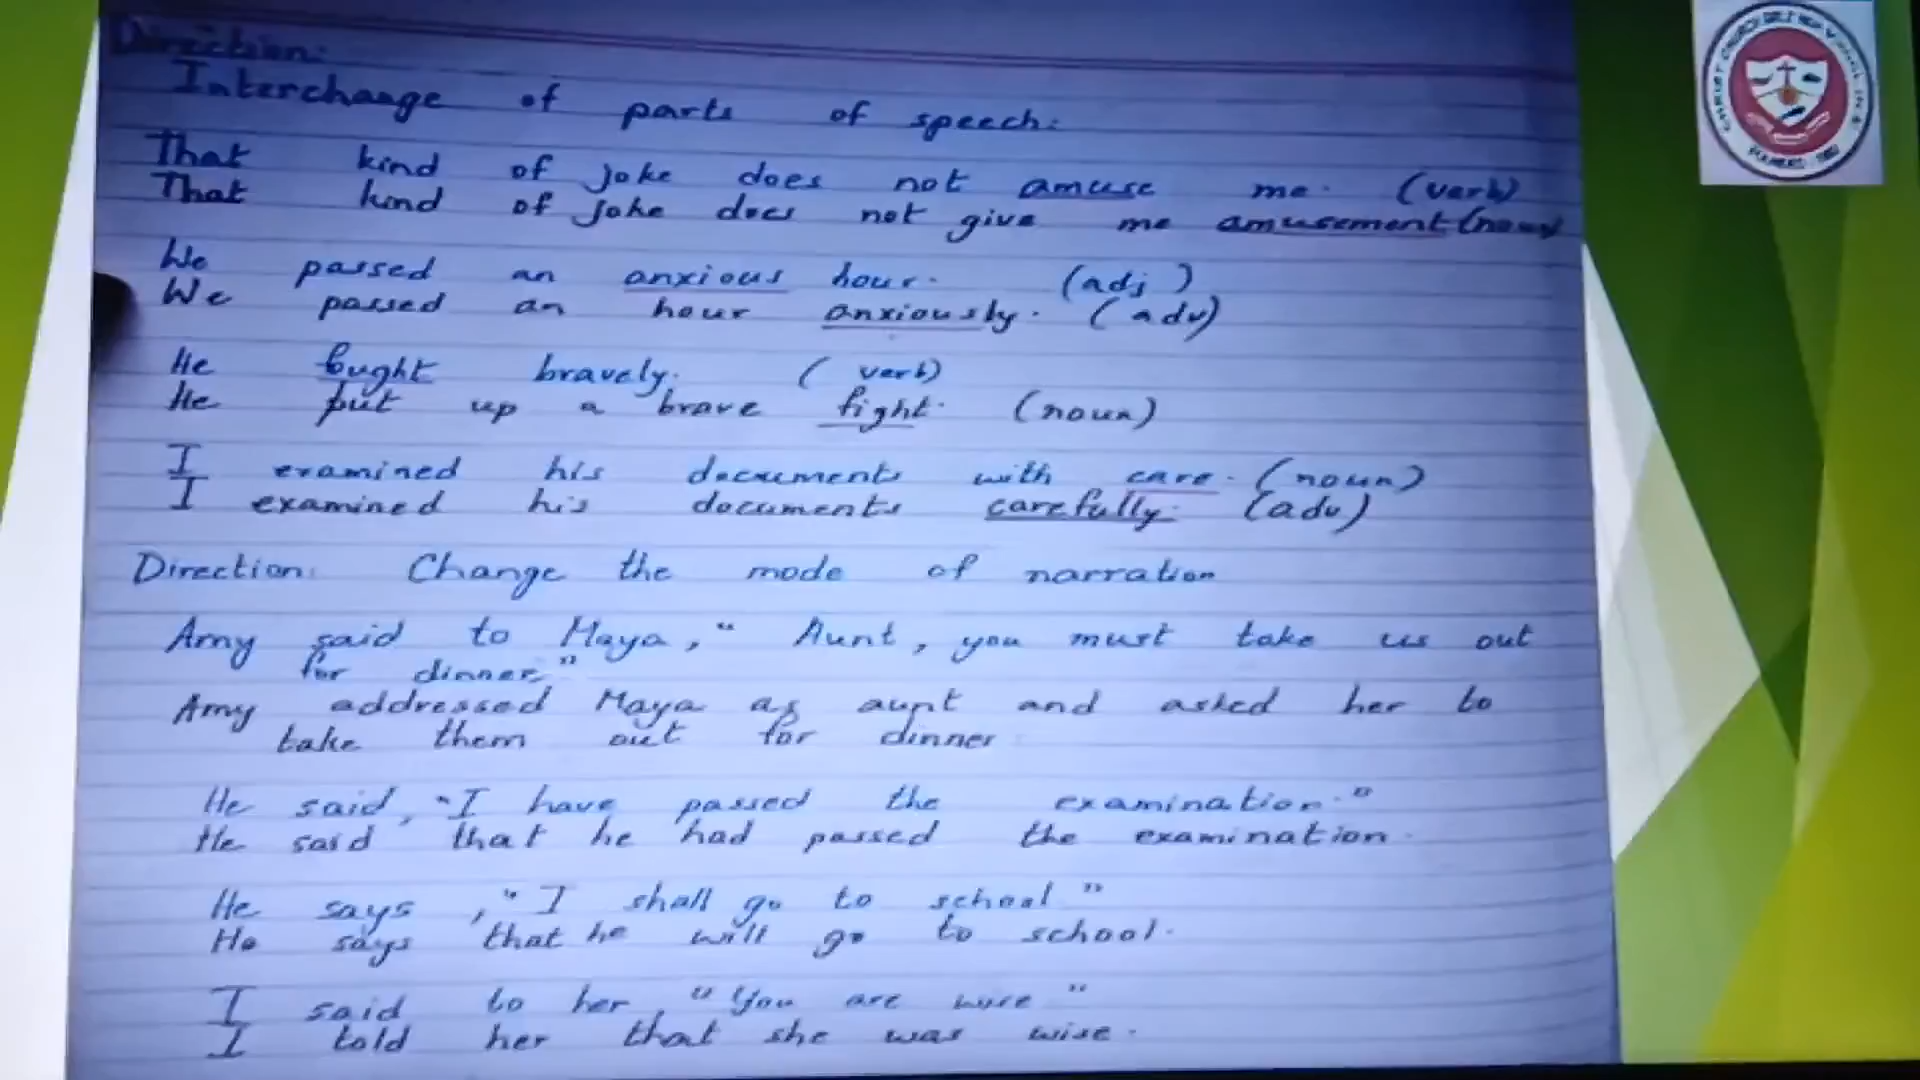 Direction:
Interchange of parts of speech:
That kind of joke does not amuse me. (verb)
That kind of joke does not give me amusement (noun)
We passed an anxious hour. (adj)
We passed an hour anxiously. (adv)
He fought bravely. (verb)
He put up a brave fight. (noun)
I examined his documents with care. (noun)
I examined his documents carefully. (adv)
Direction: Change the mode of narration
Amy said to Maya, "Aunt, you must take us out
for dinner."
Amy addressed Maya as aunt and asked her to
take them out for dinner
He said, "I have passed the examination."
He said that he had passed the examination.
He says, "I shall go to school"
He says that he will go to school.
I said to her, "You are wise"
I told her that she was wise.